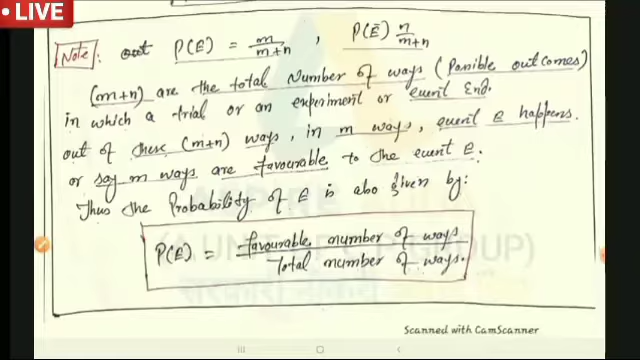 LIVE
Note: out P(E) = m/m+n , P(Ē) n/m+n
(m+n) are the total Number of ways (Possible outcomes)
in which a trial or an experiment or event End.
out of these (m+n) ways, in m ways, event E happens.
or say m ways are favourable to the event E.
Thus the Probability of E is also given by:
P(E) = favourable number of ways / Total number of ways.
Scanned with CamScanner